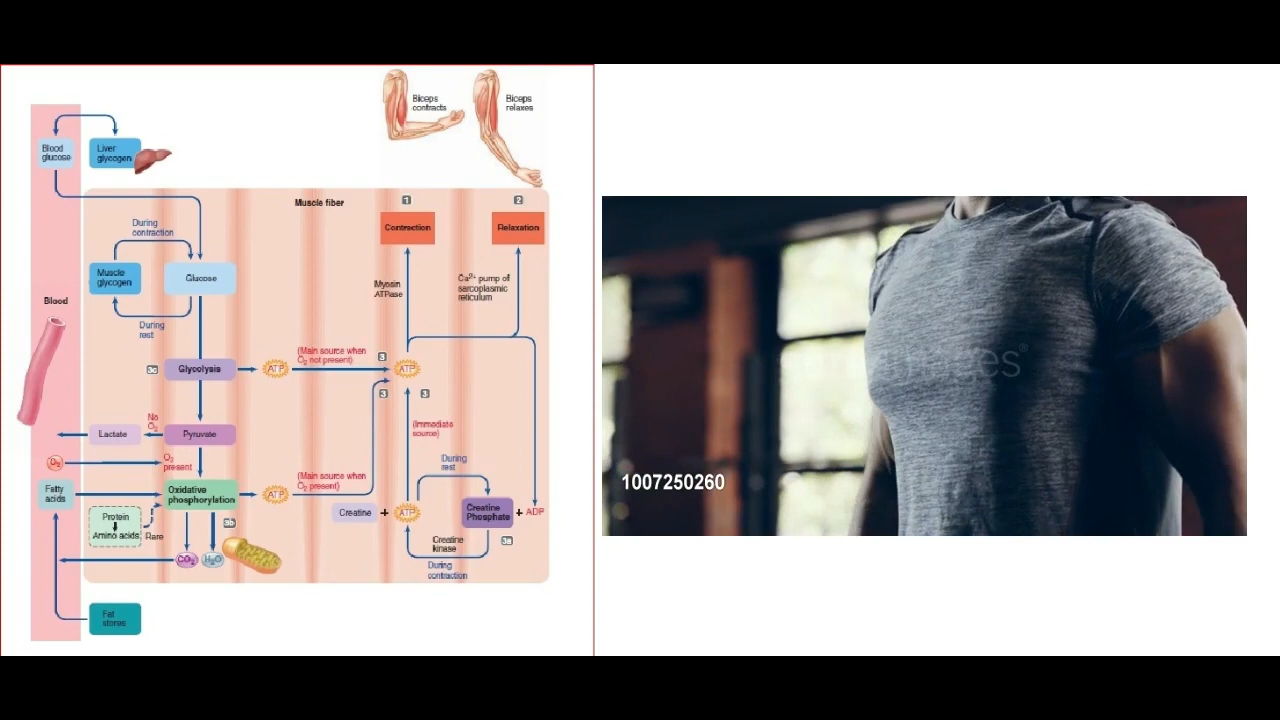 Biceps
contracts
Biceps
relaxes
Blood
glucose
Liver
glycogen
Muscle fiber
1
2
Contraction
Relaxation
During
contraction
Muscle
glycogen
Glucose
Myosin
ATPase
Ca2+ pump of
sarcoplasmic
reticulum
Blood
During
rest
(Main source when
O2 not present)
3
3c
Glycolysis
ATP
ATP
3
3
No
O2
Lactate
Pyruvate
(Immediate
source)
O2
O2
present
During
rest
Fatty
acids
Oxidative
phosphorylation
ATP
(Main source when
O2 present)
Creatine
+
ATP
Creatine
Phosphate
+
ADP
Protein
Amino acids
Rare
3b
Creatine
kinase
3a
CO2
H2O
During
contraction
Fat
stores
es®
1007250260